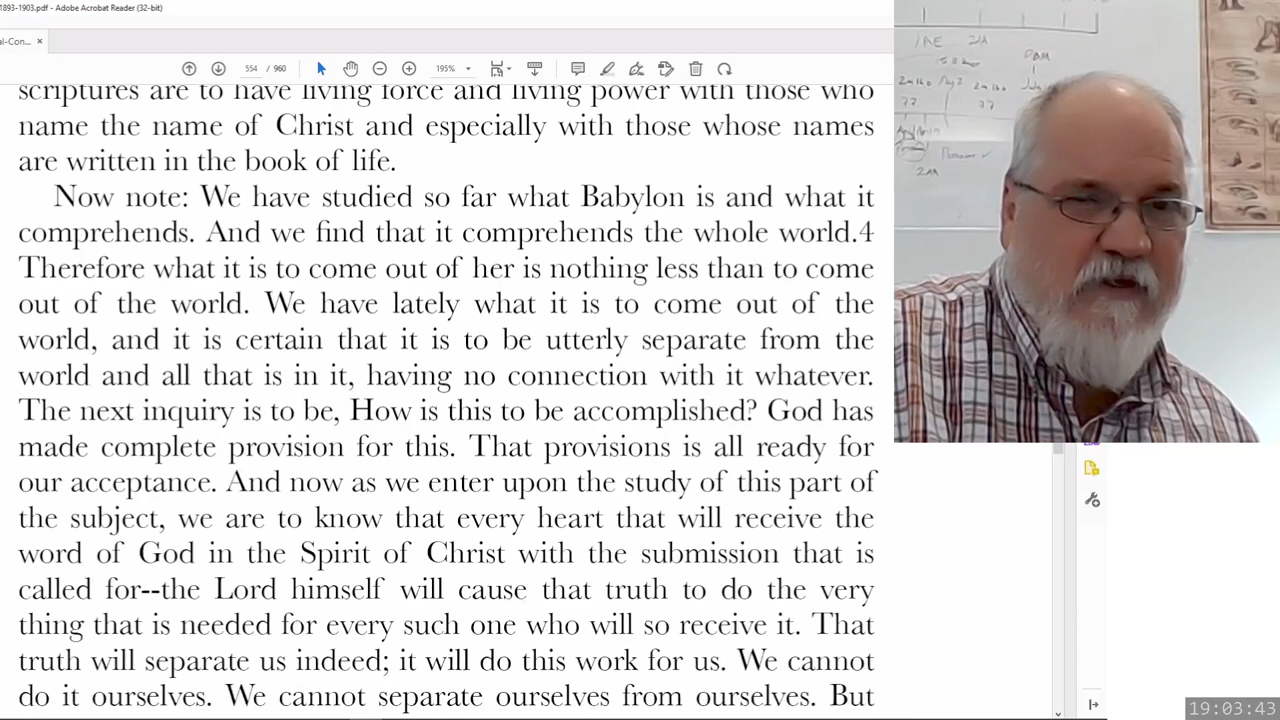 1893-1903.pdf - Adobe Acrobat Reader (32-bit)
al-Con... ×
554 / 960
195%
scriptures are to have living force and living power with those who
name the name of Christ and especially with those whose names
are written in the book of life.
Now note: We have studied so far what Babylon is and what it
comprehends. And we find that it comprehends the whole world.4
Therefore what it is to come out of her is nothing less than to come
out of the world. We have lately what it is to come out of the
world, and it is certain that it is to be utterly separate from the
world and all that is in it, having no connection with it whatever.
The next inquiry is to be, How is this to be accomplished? God has
made complete provision for this. That provisions is all ready for
our acceptance. And now as we enter upon the study of this part of
the subject, we are to know that every heart that will receive the
word of God in the Spirit of Christ with the submission that is
called for--the Lord himself will cause that truth to do the very
thing that is needed for every such one who will so receive it. That
truth will separate us indeed; it will do this work for us. We cannot
do it ourselves. We cannot separate ourselves from ourselves. But
19:03:43